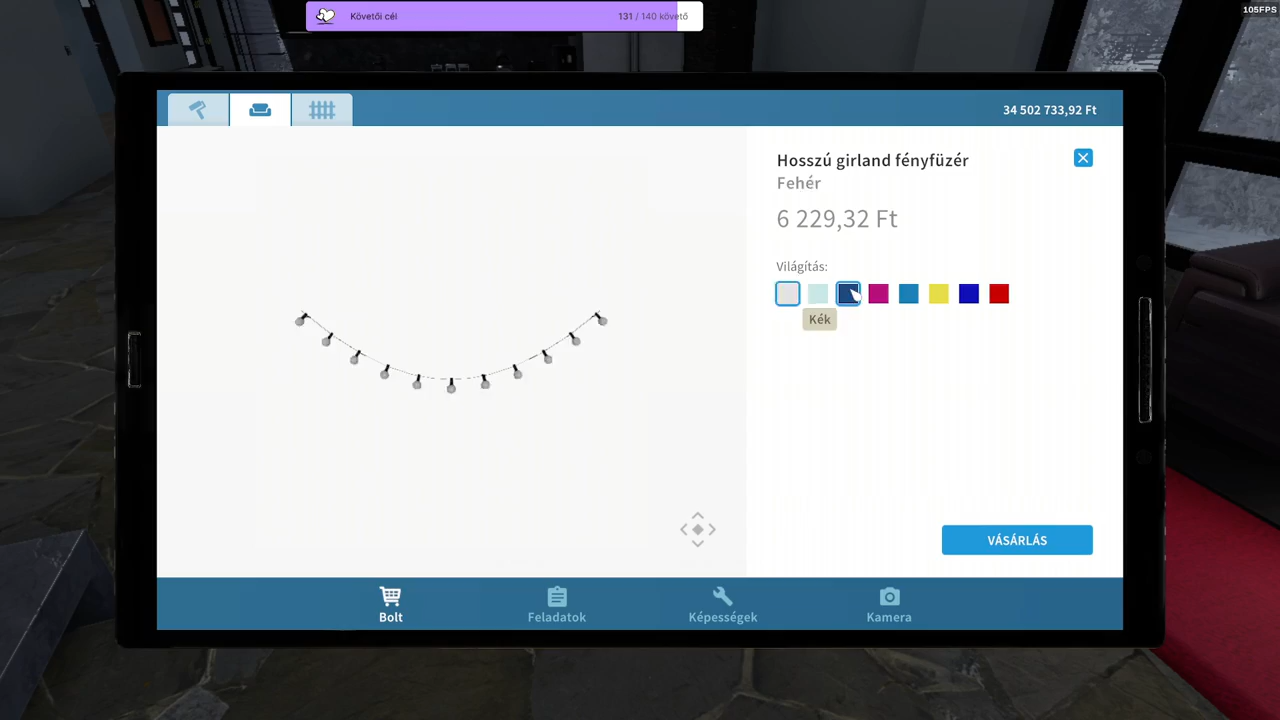 Követői cél
131 / 140 követő
105FPS
34 502 733,92 Ft
Hosszú girland fényfüzér
Fehér
6 229,32 Ft
Világítás:
Kék
VÁSÁRLÁS
Bolt
Feladatok
Képességek
Kamera